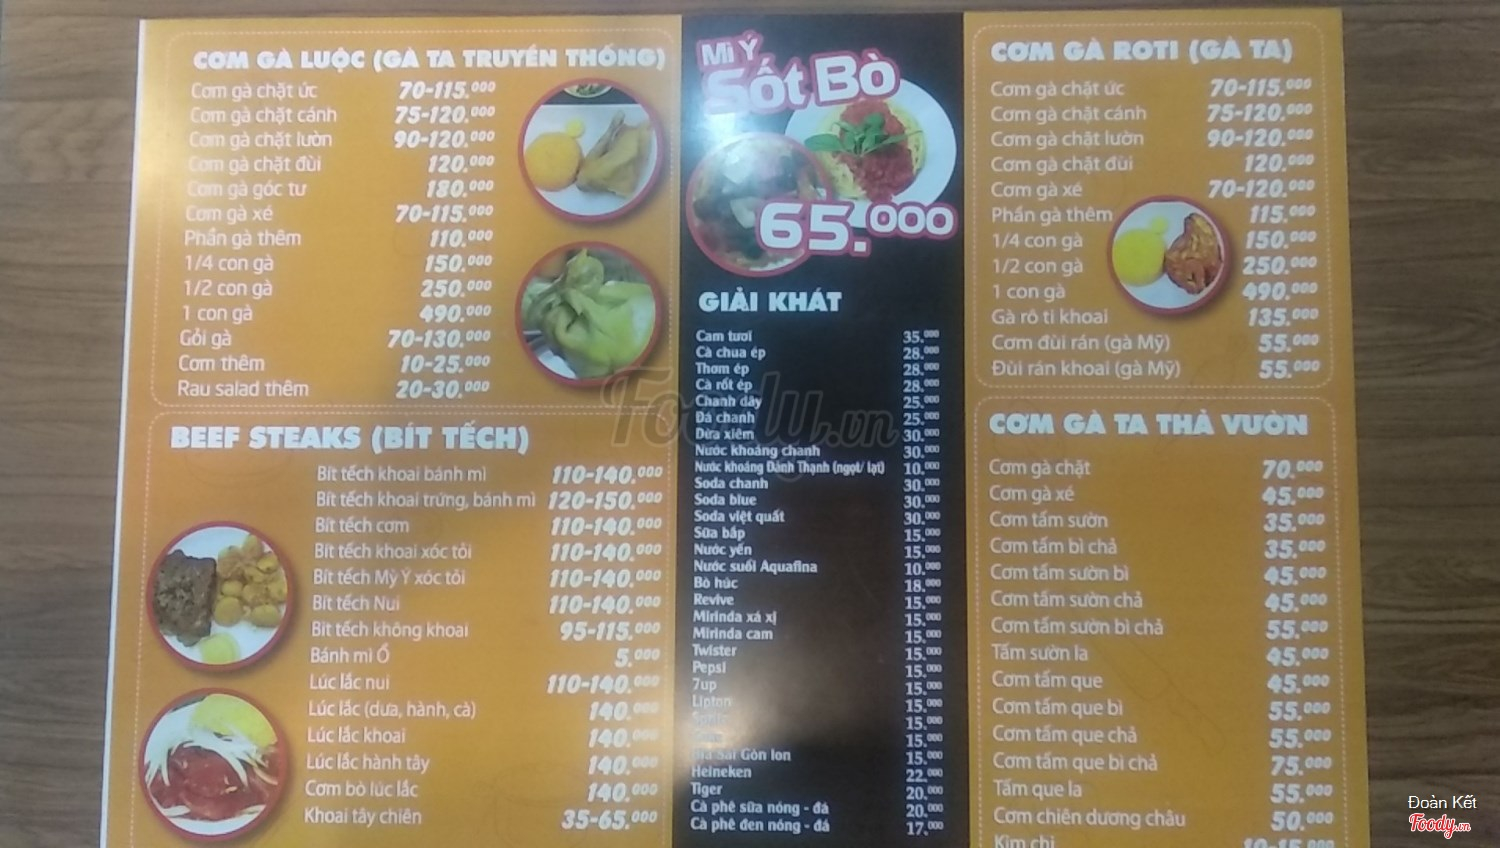 CƠM GÀ LUỘC (GÀ TA TRUYỀN THỐNG)
Cơm gà chặt ức 70-115.000
Cơm gà chặt cánh 75-120.000
Cơm gà chặt lườn 90-120.000
Cơm gà chặt đùi 120.000
Cơm gà góc tư 180.000
Cơm gà xé 70-115.000
Phần gà thêm 110.000
1/4 con gà 150.000
1/2 con gà 250.000
1 con gà 490.000
Gỏi gà 70-130.000
Cơm thêm 10-25.000
Rau salad thêm 20-30.000
BEEF STEAKS (BÍT TẾCH)
Bít tếch khoai bánh mì 110-140.000
Bít tếch khoai trứng, bánh mì 120-150.000
Bít tếch cơm 110-140.000
Bít tếch khoai xóc tỏi 110-140.000
Bít tếch Mỳ Ý xóc tỏi 110-140.000
Bít tếch Nui 110-140.000
Bít tếch không khoai 95-115.000
Bánh mì Ổ 5.000
Lúc lắc nui 110-140.000
Lúc lắc (dưa, hành, cà) 140.000
Lúc lắc khoai 140.000
Lúc lắc hành tây 140.000
Cơm bò lúc lắc 140.000
Khoai tây chiên 35-65.000
Mì Ý
Sốt Bò
65.000
GIẢI KHÁT
Cam tươi 35.000
Cà chua ép 28.000
Thơm ép 28.000
Cà rốt ép 28.000
Chanh dây 25.000
Đá chanh 25.000
Dừa xiêm 30.000
Nước khoáng chanh 30.000
Nước khoáng Đảnh Thạnh (ngọt/ lạt) 10.000
Soda chanh 30.000
Soda blue 30.000
Soda việt quất 30.000
Sữa bắp 15.000
Nước yến 15.000
Nước suối Aquafina 10.000
Bò húc 18.000
Revive 15.000
Mirinda xá xị 15.000
Mirinda cam 15.000
Twister 15.000
Pepsi 15.000
7up 15.000
Lipton 15.000
15.000
15.000
Bia Sài Gòn lon 15.000
Heineken 22.000
Tiger 20.000
Cà phê sữa nóng - đá 20.000
Cà phê đen nóng - đá 17.000
CƠM GÀ ROTI (GÀ TA)
Cơm gà chặt ức 70-115.000
Cơm gà chặt cánh 75-120.000
Cơm gà chặt lườn 90-120.000
Cơm gà chặt đùi 120.000
Cơm gà xé 70-120.000
Phần gà thêm 115.000
1/4 con gà 150.000
1/2 con gà 250.000
1 con gà 490.000
Gà rô ti khoai 135.000
Cơm đùi rán (gà Mỹ) 55.000
Đùi rán khoai (gà Mỹ) 55.000
CƠM GÀ TA THẢ VƯỜN
Cơm gà chặt 70.000
Cơm gà xé 45.000
Cơm tấm sườn 35.000
Cơm tấm bì chả 35.000
Cơm tấm sườn bì 45.000
Cơm tấm sườn chả 45.000
Cơm tấm sườn bì chả 55.000
Tấm sườn la 45.000
Cơm tấm que 45.000
Cơm tấm que bì 55.000
Cơm tấm que chả 55.000
Cơm tấm que bì chả 75.000
Tấm que la 55.000
Cơm chiên dương châu 50.000
Kim chi 10-15.000
Foody.vn
Đoàn Kết
Foody.vn